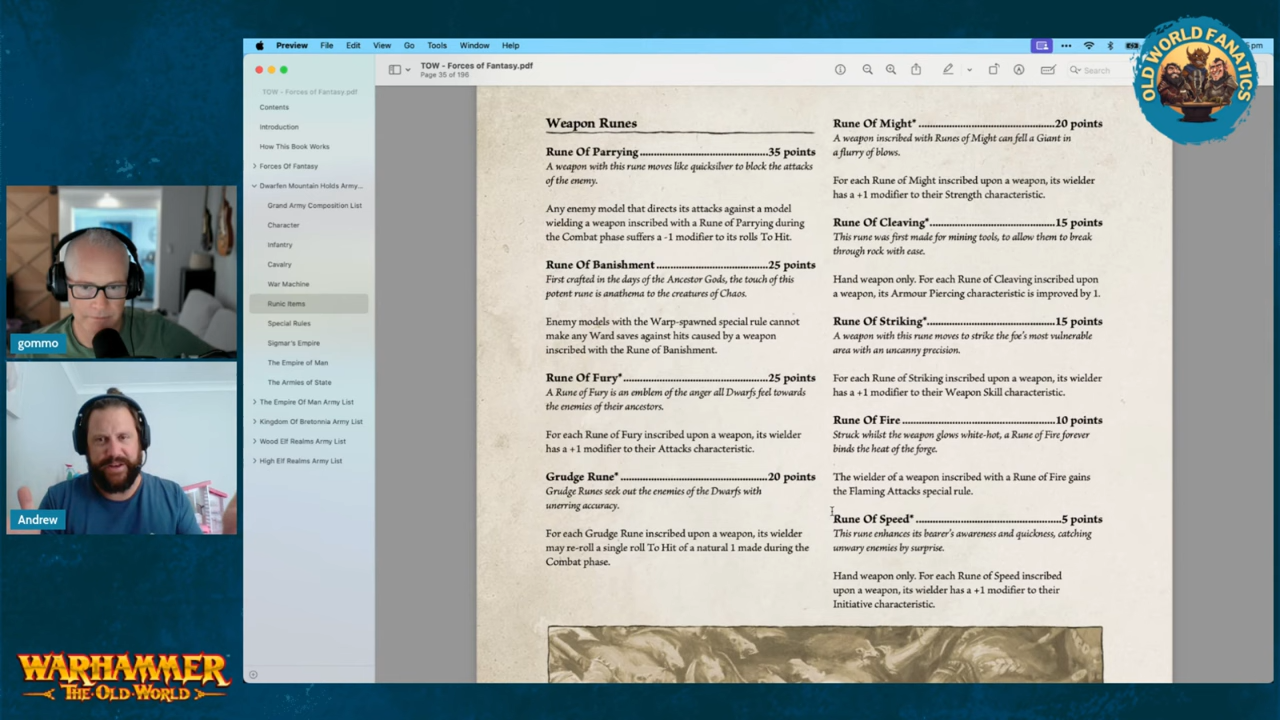 Preview File Edit View Go Tools Window Help
TOW - Forces of Fantasy.pdf
Page 35 of 196
Search
OLD WORLD FANATICS
TOW - Forces of Fantasy.pdf
Contents
Introduction
How This Book Works
Forces Of Fantasy
Dwarfen Mountain Holds Army...
Grand Army Composition List
Character
Infantry
Cavalry
War Machine
Runic Items
Special Rules
Sigmar's Empire
The Empire of Man
The Armies of State
The Empire Of Man Army List
Kingdom Of Bretonnia Army List
Wood Elf Realms Army List
High Elf Realms Army List
Weapon Runes
Rune Of Parrying..................................35 points
A weapon with this rune moves like quicksilver to block the attacks
of the enemy.
Any enemy model that directs its attacks against a model
wielding a weapon inscribed with a Rune of Parrying during
the Combat phase suffers a -1 modifier to its rolls To Hit.
Rune Of Banishment.............................25 points
First crafted in the days of the Ancestor Gods, the touch of this
potent rune is anathema to the creatures of Chaos.
Enemy models with the Warp-spawned special rule cannot
make any Ward saves against hits caused by a weapon
inscribed with the Rune of Banishment.
Rune Of Fury*......................................25 points
A Rune of Fury is an emblem of the anger all Dwarfs feel towards
the enemies of their ancestors.
For each Rune of Fury inscribed upon a weapon, its wielder
has a +1 modifier to their Attacks characteristic.
Grudge Rune*.......................................20 points
Grudge Runes seek out the enemies of the Dwarfs with
unerring accuracy.
For each Grudge Rune inscribed upon a weapon, its wielder
may re-roll a single roll To Hit of a natural 1 made during the
Combat phase.
Rune Of Might*....................................20 points
A weapon inscribed with Runes of Might can fell a Giant in
a flurry of blows.
For each Rune of Might inscribed upon a weapon, its wielder
has a +1 modifier to their Strength characteristic.
Rune Of Cleaving*................................15 points
This rune was first made for mining tools, to allow them to break
through rock with ease.
Hand weapon only. For each Rune of Cleaving inscribed upon
a weapon, its Armour Piercing characteristic is improved by 1.
Rune Of Striking*.................................15 points
A weapon with this rune moves to strike the foe's most vulnerable
area with an uncanny precision.
For each Rune of Striking inscribed upon a weapon, its wielder
has a +1 modifier to their Weapon Skill characteristic.
Rune Of Fire........................................10 points
Struck whilst the weapon glows white-hot, a Rune of Fire forever
binds the heat of the forge.
The wielder of a weapon inscribed with a Rune of Fire gains
the Flaming Attacks special rule.
Rune Of Speed*.....................................5 points
This rune enhances its bearer's awareness and quickness, catching
unwary enemies by surprise.
Hand weapon only. For each Rune of Speed inscribed
upon a weapon, its wielder has a +1 modifier to their
Initiative characteristic.
gommo
Andrew
WARHAMMER
THE OLD WORLD